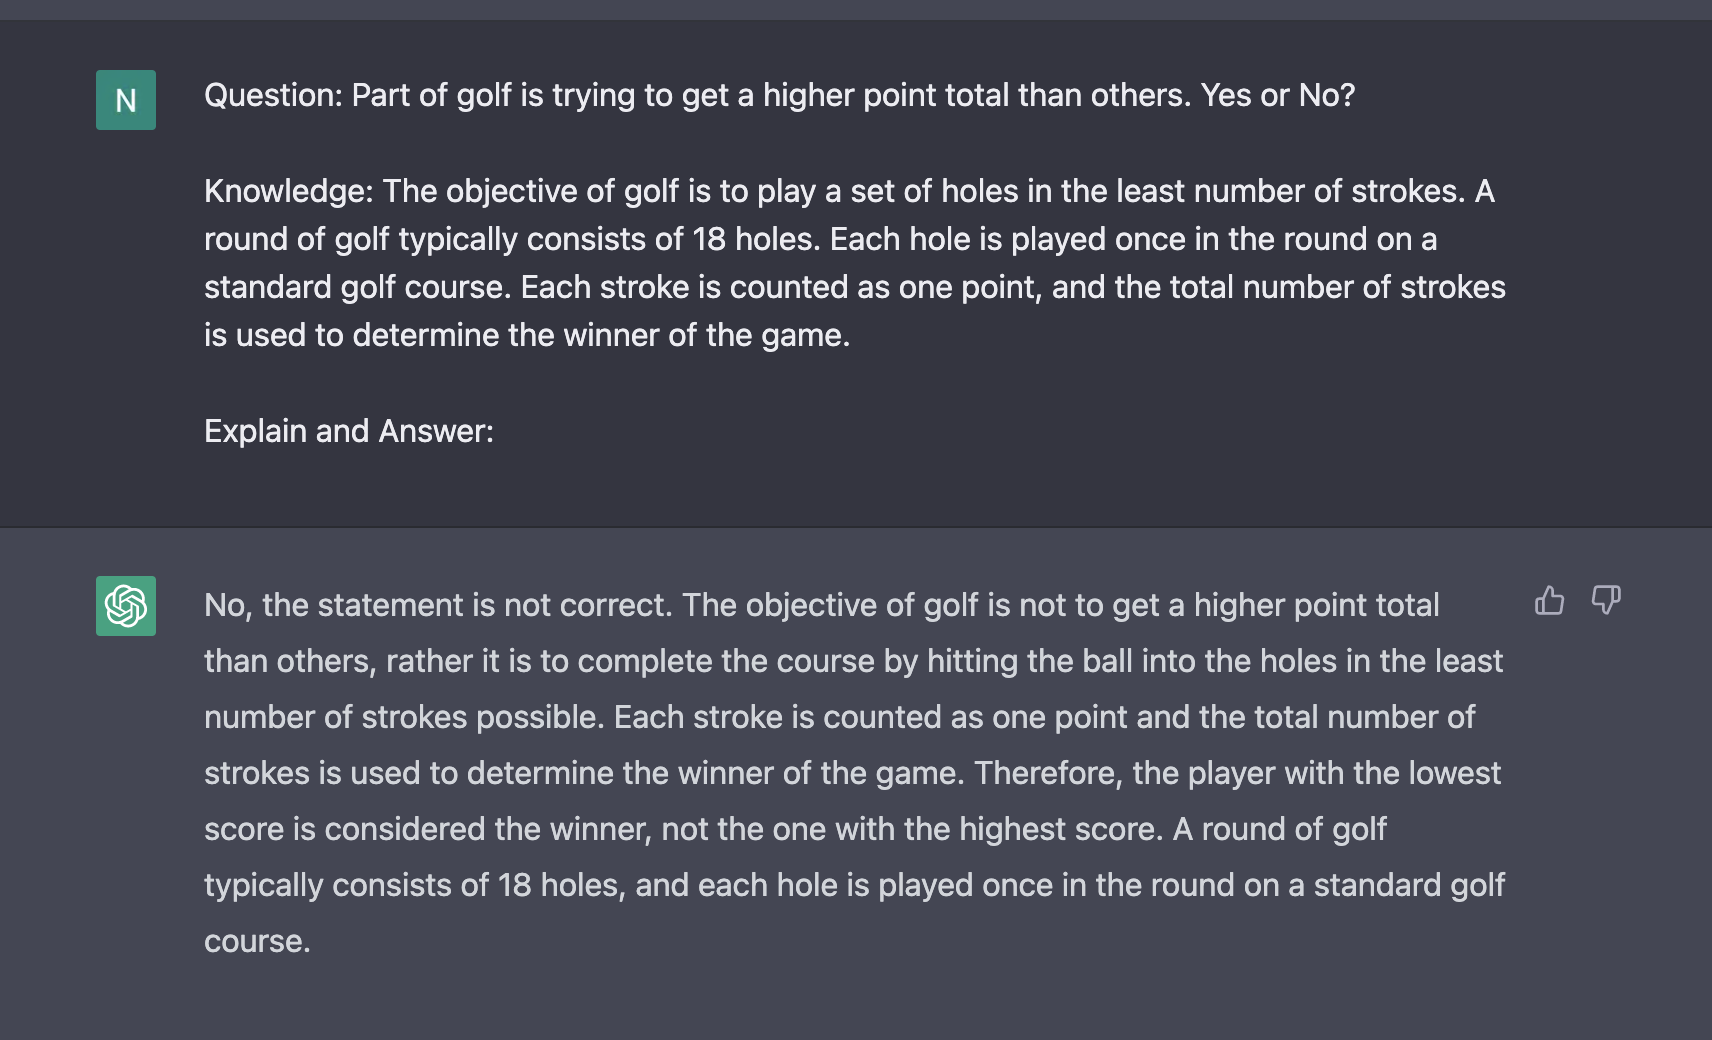 N
Question: Part of golf is trying to get a higher point total than others. Yes or No?
Knowledge: The objective of golf is to play a set of holes in the least number of strokes. A
round of golf typically consists of 18 holes. Each hole is played once in the round on a
standard golf course. Each stroke is counted as one point, and the total number of strokes
is used to determine the winner of the game.
Explain and Answer:
No, the statement is not correct. The objective of golf is not to get a higher point total
than others, rather it is to complete the course by hitting the ball into the holes in the least
number of strokes possible. Each stroke is counted as one point and the total number of
strokes is used to determine the winner of the game. Therefore, the player with the lowest
score is considered the winner, not the one with the highest score. A round of golf
typically consists of 18 holes, and each hole is played once in the round on a standard golf
course.